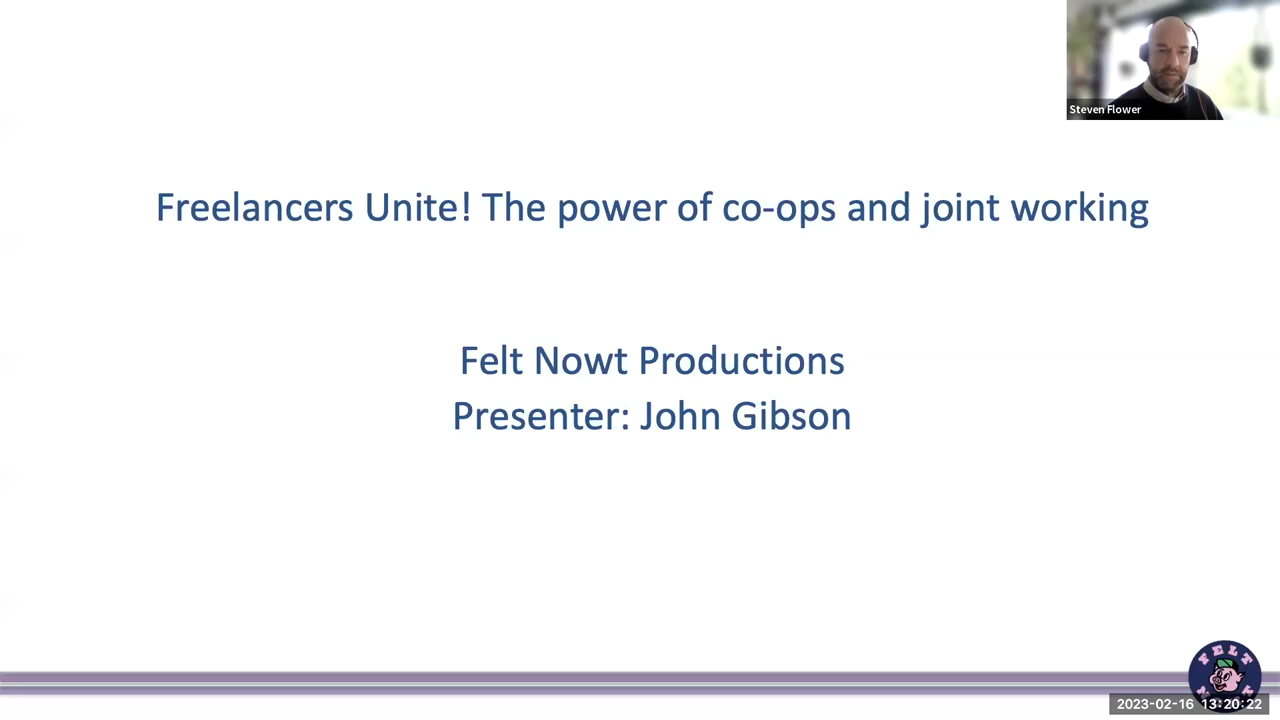 Steven Flower
Freelancers Unite! The power of co-ops and joint working
Felt Nowt Productions
Presenter: John Gibson
FELT
2023-02-16 13:20:22